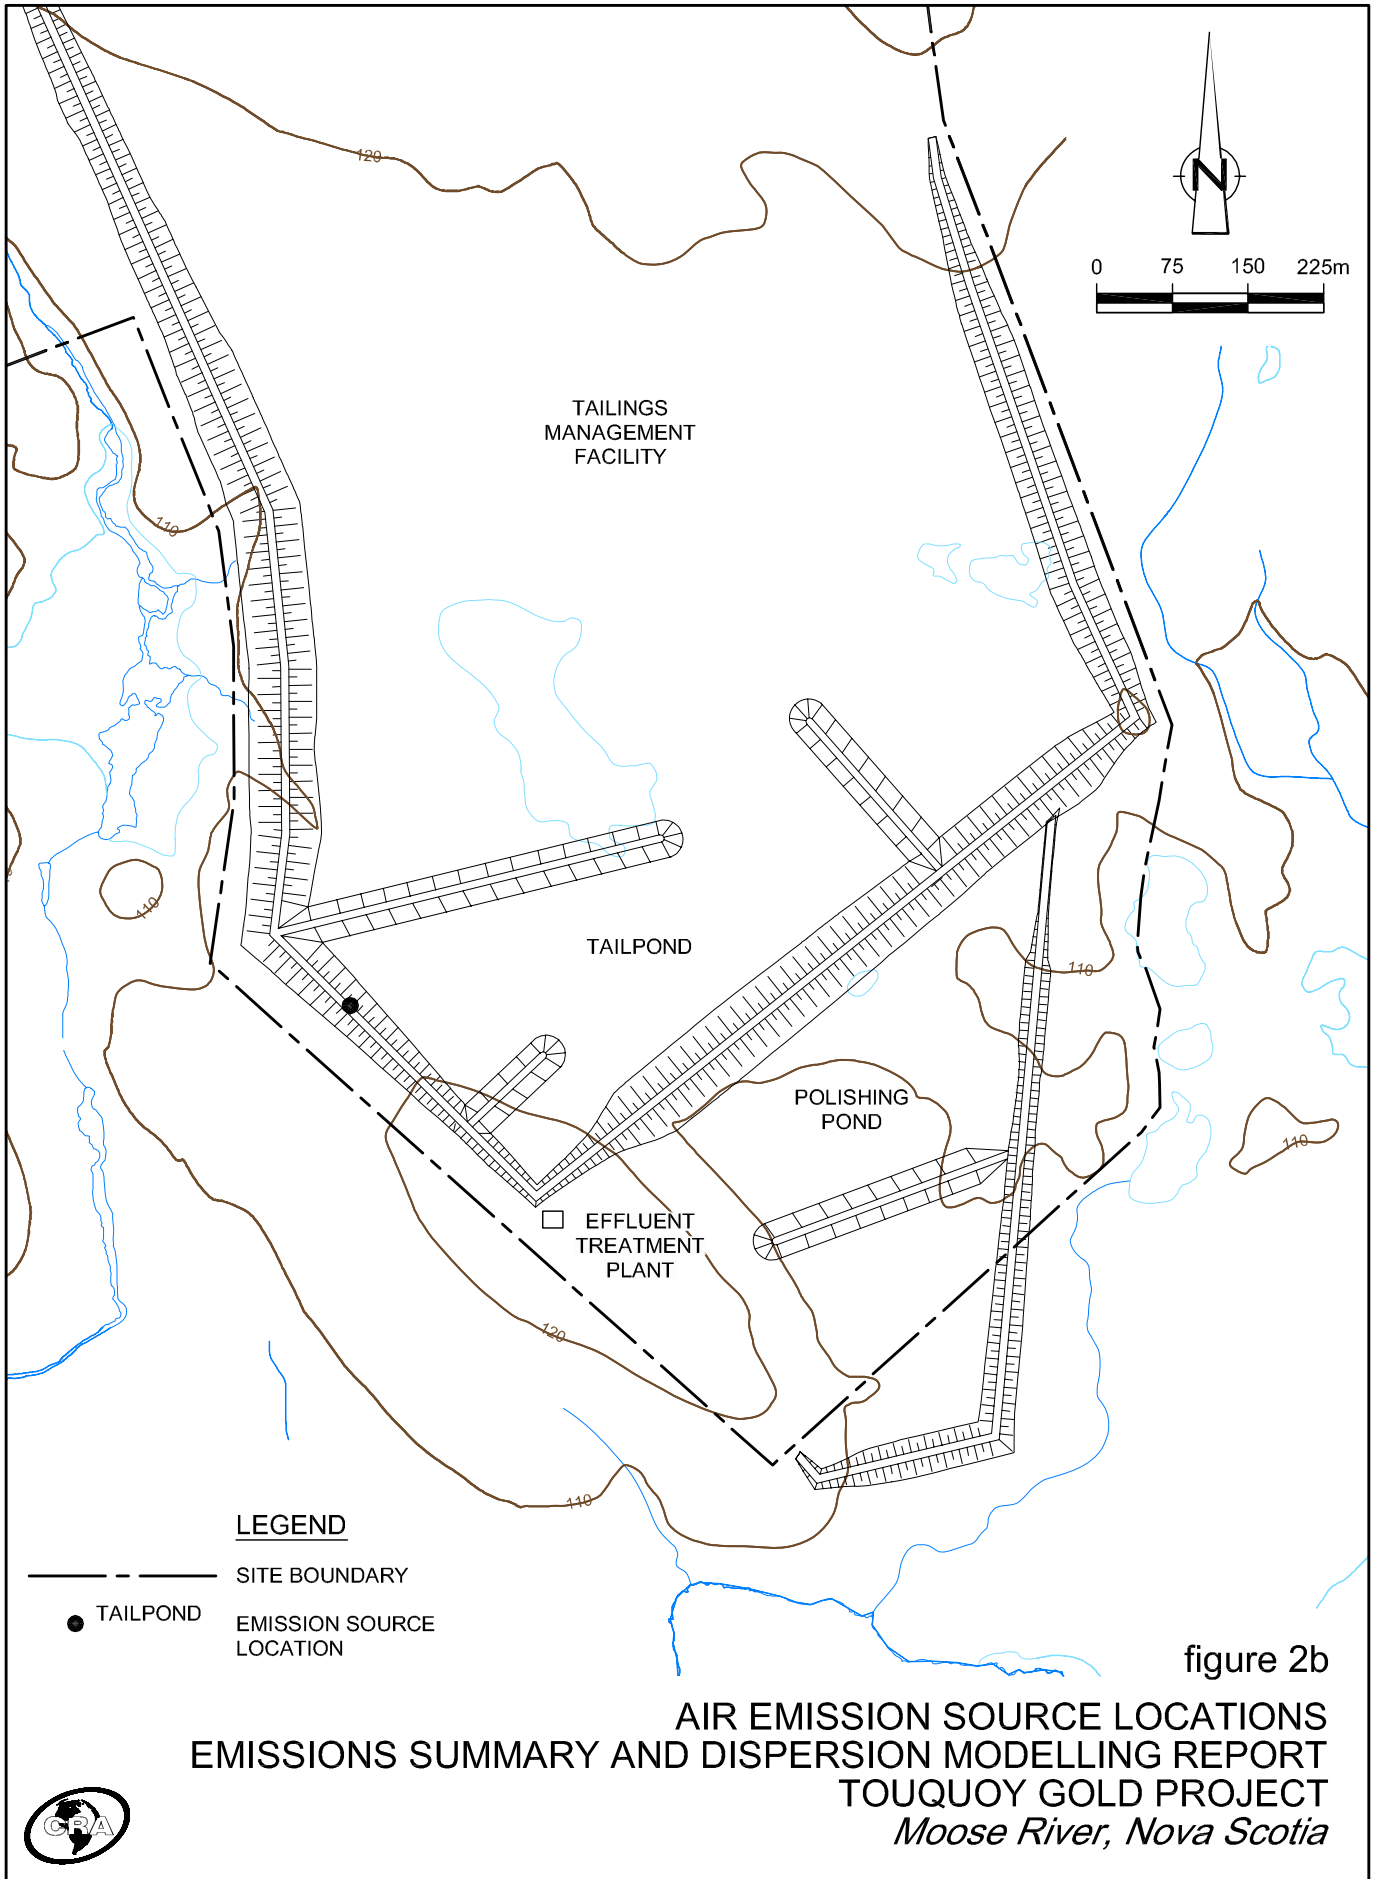 120
N
0 75 150 225m
TAILINGS
MANAGEMENT
FACILITY
110
110
TAILPOND
110
POLISHING
POND
110
EFFLUENT
TREATMENT
PLANT
120
110
LEGEND
SITE BOUNDARY
TAILPOND
EMISSION SOURCE
LOCATION
figure 2b
AIR EMISSION SOURCE LOCATIONS
EMISSIONS SUMMARY AND DISPERSION MODELLING REPORT
TOUQUOY GOLD PROJECT
Moose River, Nova Scotia
CRA